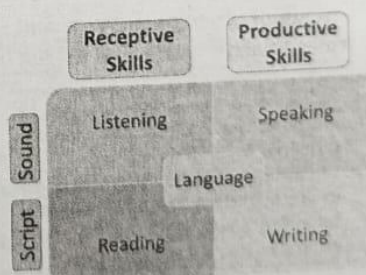 Receptive
Skills
Productive
Skills
Sound
Listening
Speaking
Language
Script
Reading
Writing